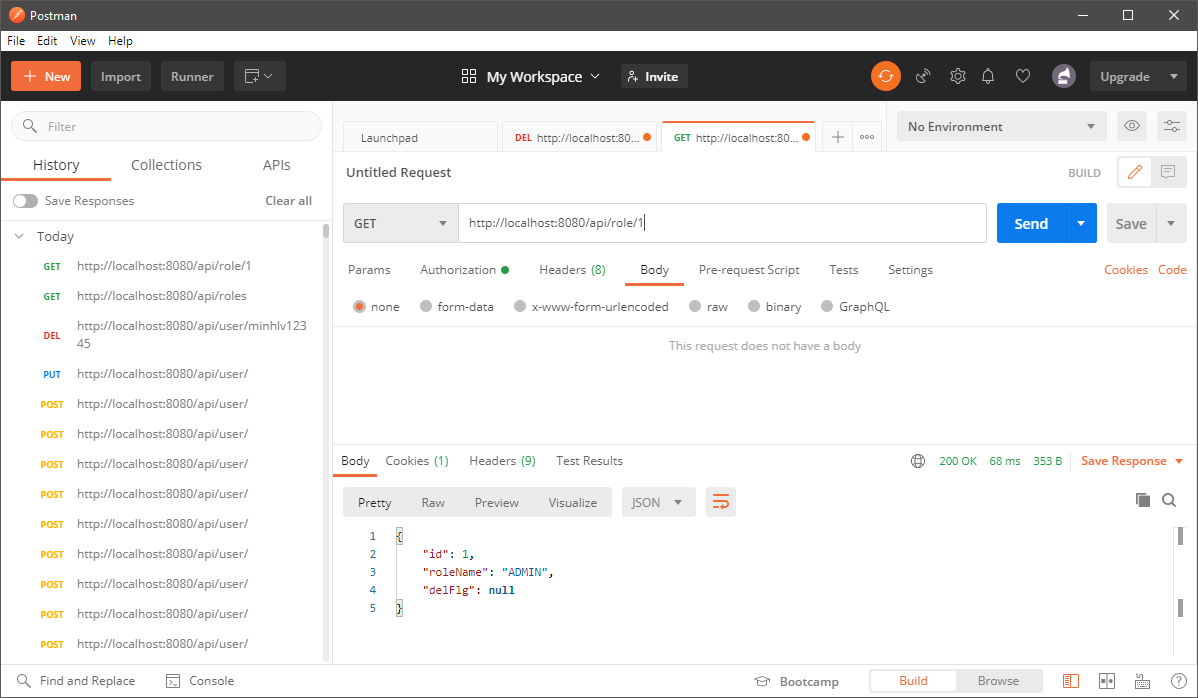 Postman
File Edit View Help
New Import Runner My Workspace Invite Upgrade
Filter
History Collections APIs
Save Responses Clear all
Today
GET http://localhost:8080/api/role/1
GET http://localhost:8080/api/roles
DEL http://localhost:8080/api/user/minhlv123
45
PUT http://localhost:8080/api/user/
POST http://localhost:8080/api/user/
POST http://localhost:8080/api/user/
POST http://localhost:8080/api/user/
POST http://localhost:8080/api/user/
POST http://localhost:8080/api/user/
POST http://localhost:8080/api/user/
POST http://localhost:8080/api/user/
POST http://localhost:8080/api/user/
POST http://localhost:8080/api/user/
Launchpad DEL http://localhost:80... GET http://localhost:80... No Environment
Untitled Request BUILD
GET http://localhost:8080/api/role/1 Send Save
Params Authorization Headers (8) Body Pre-request Script Tests Settings Cookies Code
none form-data x-www-form-urlencoded raw binary GraphQL
This request does not have a body
Body Cookies (1) Headers (9) Test Results 200 OK 68 ms 353 B Save Response
Pretty Raw Preview Visualize JSON
1 {
2 "id": 1,
3 "roleName": "ADMIN",
4 "delFlg": null
5 }
Find and Replace Console Bootcamp Build Browse